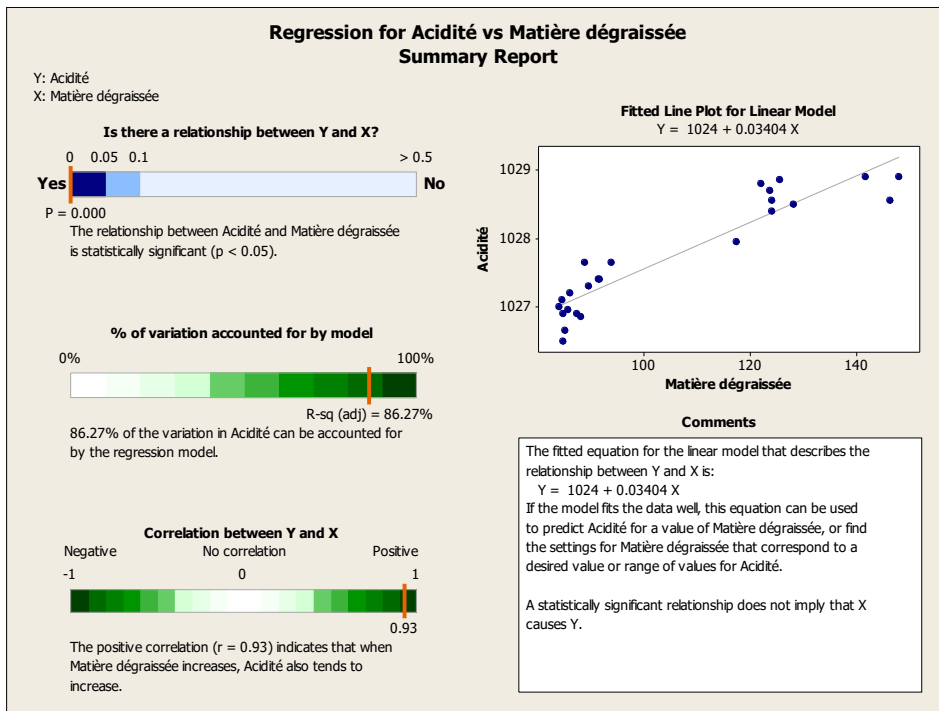 Regression for Acidité vs Matière dégraissée
Summary Report
Y: Acidité
X: Matière dégraissée
Is there a relationship between Y and X?
0 0.05 0.1 > 0.5
Yes No
P = 0.000
The relationship between Acidité and Matière dégraissée
is statistically significant (p < 0.05).
% of variation accounted for by model
0% 100%
R-sq (adj) = 86.27%
86.27% of the variation in Acidité can be accounted for
by the regression model.
Correlation between Y and X
Negative No correlation Positive
-1 0 1
0.93
The positive correlation (r = 0.93) indicates that when
Matière dégraissée increases, Acidité also tends to
increase.
Fitted Line Plot for Linear Model
Y = 1024 + 0.03404 X
1029
1028
1027
Acidité
100 120 140
Matière dégraissée
Comments
The fitted equation for the linear model that describes the
relationship between Y and X is:
Y = 1024 + 0.03404 X
If the model fits the data well, this equation can be used
to predict Acidité for a value of Matière dégraissée, or find
the settings for Matière dégraissée that correspond to a
desired value or range of values for Acidité.
A statistically significant relationship does not imply that X
causes Y.